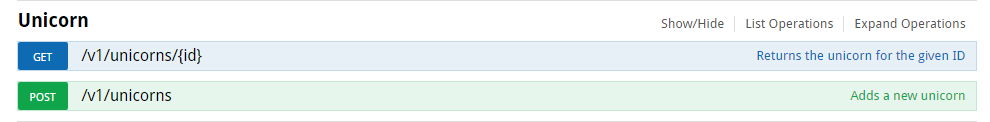 Unicorn Show/Hide List Operations Expand Operations
GET /v1/unicorns/{id} Returns the unicorn for the given ID
POST /v1/unicorns Adds a new unicorn